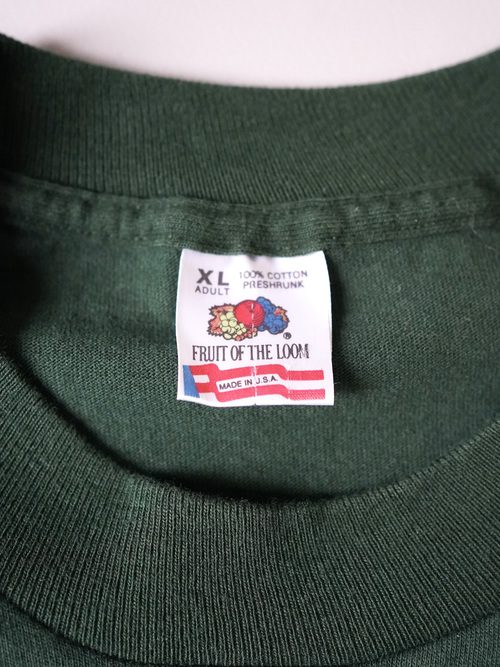 XL 100% COTTON
ADULT PRESHRUNK
®
FRUIT OF THE LOOM
MADE IN U.S.A.